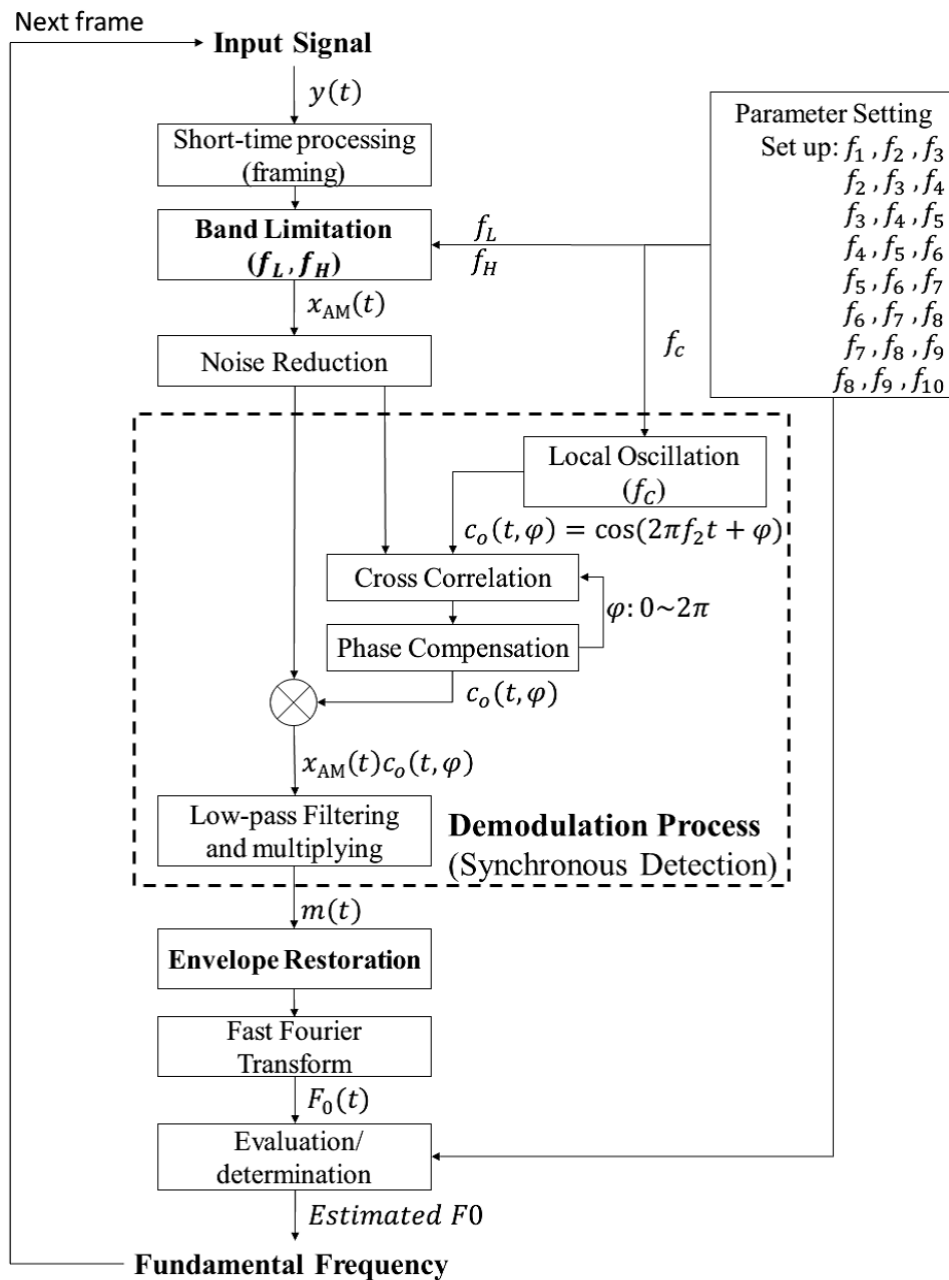 Next frame
Input Signal
y(t)
Short-time processing
(framing)
Band Limitation
(f_L, f_H)
f_L
f_H
x_AM(t)
Noise Reduction
Parameter Setting
Set up: f_1, f_2, f_3
f_2, f_3, f_4
f_3, f_4, f_5
f_4, f_5, f_6
f_5, f_6, f_7
f_6, f_7, f_8
f_7, f_8, f_9
f_8, f_9, f_10
f_c
Local Oscillation
(f_C)
c_o(t, φ) = cos(2πf_2t + φ)
Cross Correlation
φ: 0~2π
Phase Compensation
c_o(t, φ)
x_AM(t)c_o(t, φ)
Low-pass Filtering
and multiplying
Demodulation Process
(Synchronous Detection)
m(t)
Envelope Restoration
Fast Fourier
Transform
F_0(t)
Evaluation/
determination
Estimated F0
Fundamental Frequency